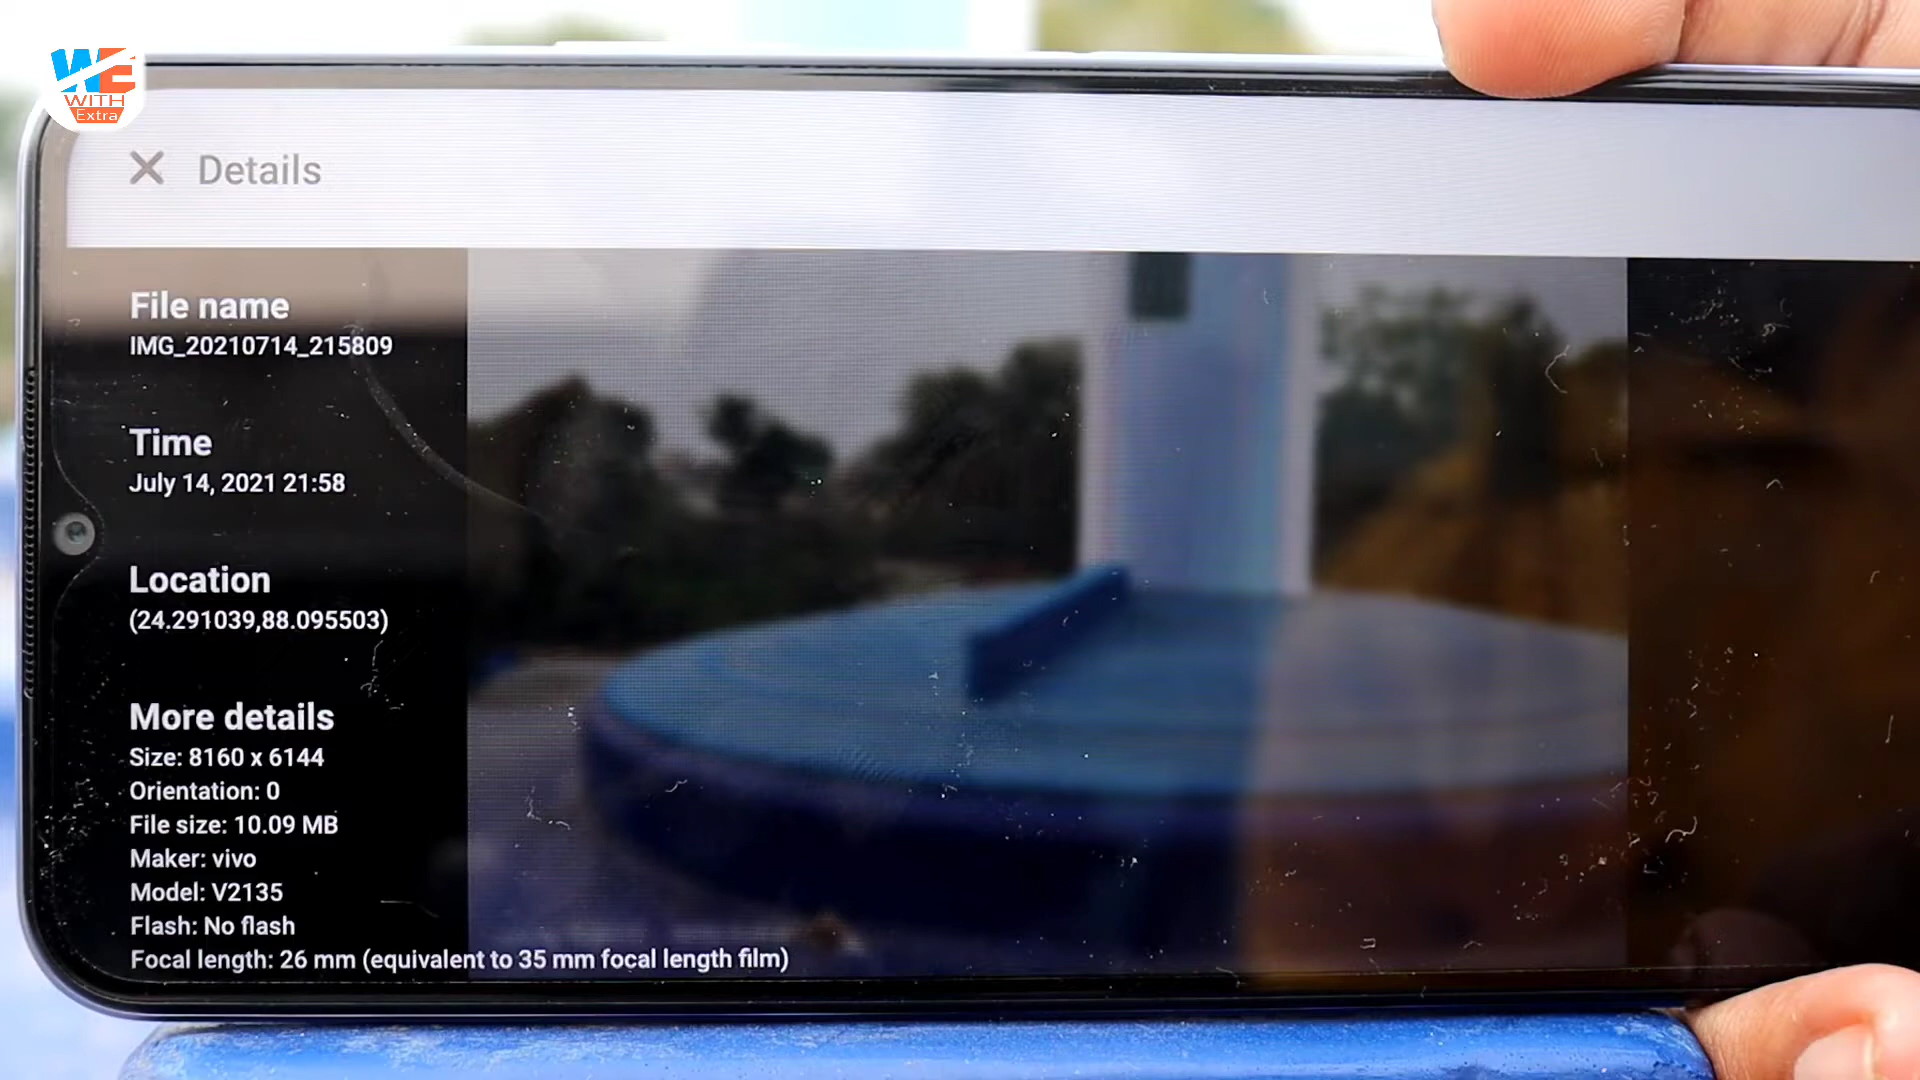 WE
WITH
Extra
Details
File name
IMG_20210714_215809
Time
July 14, 2021 21:58
Location
(24.291039,88.095503)
More details
Size: 8160 x 6144
Orientation: 0
File size: 10.09 MB
Maker: vivo
Model: V2135
Flash: No flash
Focal length: 26 mm (equivalent to 35 mm focal length film)